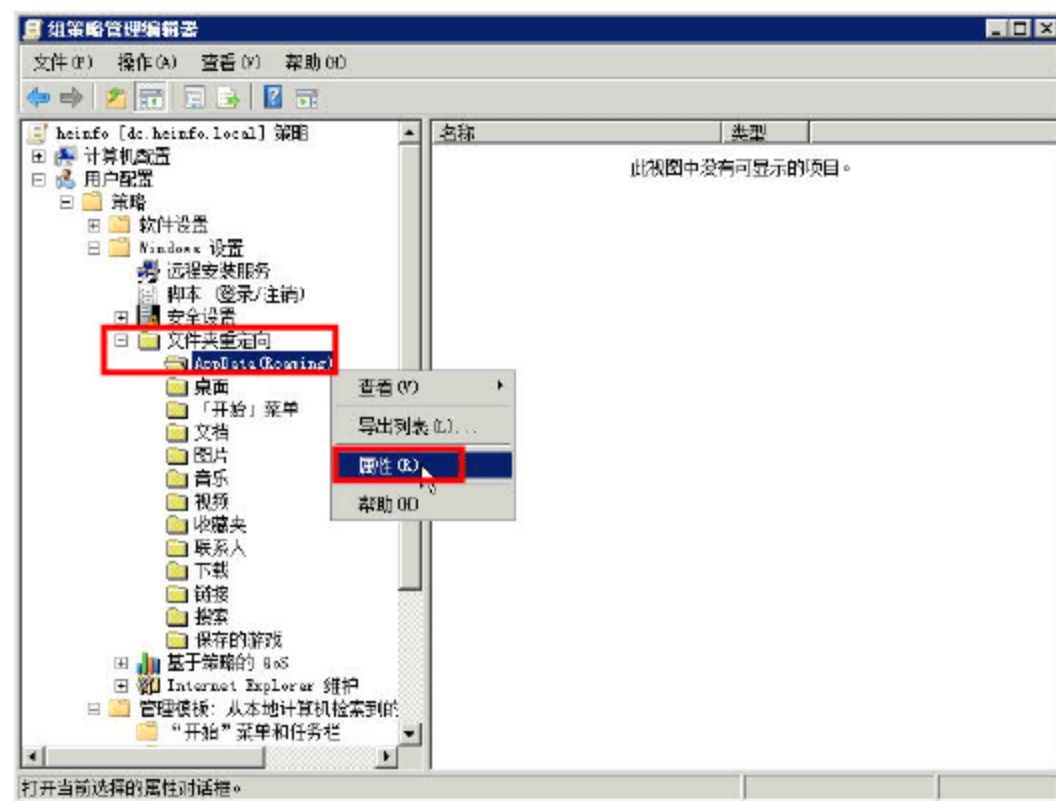 组策略管理编辑器
文件(F) 操作(A) 查看(V) 帮助(H)
heinfo [dc.heinfo.local] 策略
计算机配置
用户配置
策略
软件设置
Windows 设置
远程安装服务
脚本 (登录/注销)
安全设置
文件夹重定向
AppData(Roaming)
桌面
「开始」菜单
文档
图片
音乐
视频
收藏夹
联系人
下载
链接
搜索
保存的游戏
基于策略的 QoS
Internet Explorer 维护
管理模板: 从本地计算机检索到的
“开始”菜单和任务栏
名称 类型
此视图中没有可显示的项目。
查看(V)
导出列表(L)...
属性(R)
帮助(H)
打开当前选择的属性对话框。